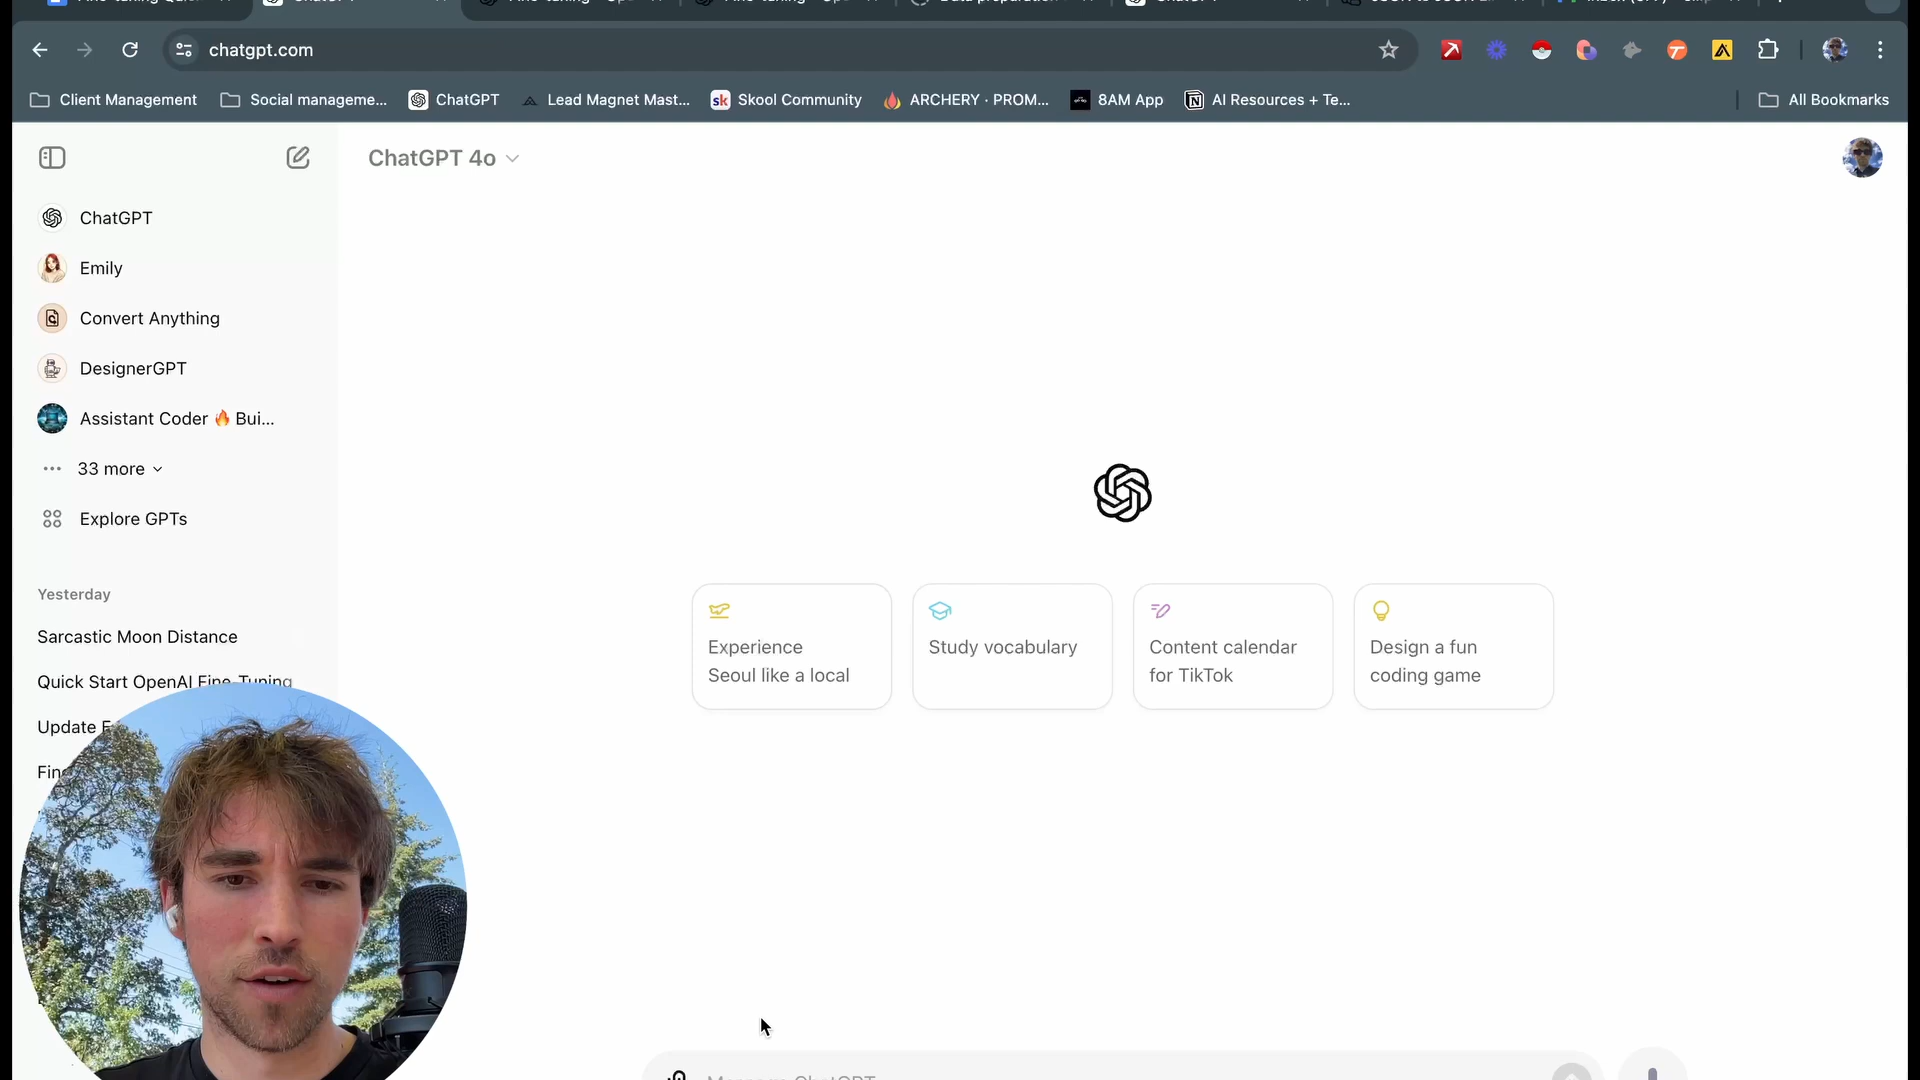 chatgpt.com
Client Management
Social manageme...
ChatGPT
Lead Magnet Mast...
sk
Skool Community
ARCHERY · PROM...
8AM App
AI Resources + Te...
All Bookmarks
ChatGPT 4o
ChatGPT
Emily
Convert Anything
DesignerGPT
Assistant Coder 🔥 Bui...
33 more
Explore GPTs
Yesterday
Sarcastic Moon Distance
Quick Start OpenAI Fine-Tuning
Update
Experience
Seoul like a local
Study vocabulary
Content calendar
for TikTok
Design a fun
coding game